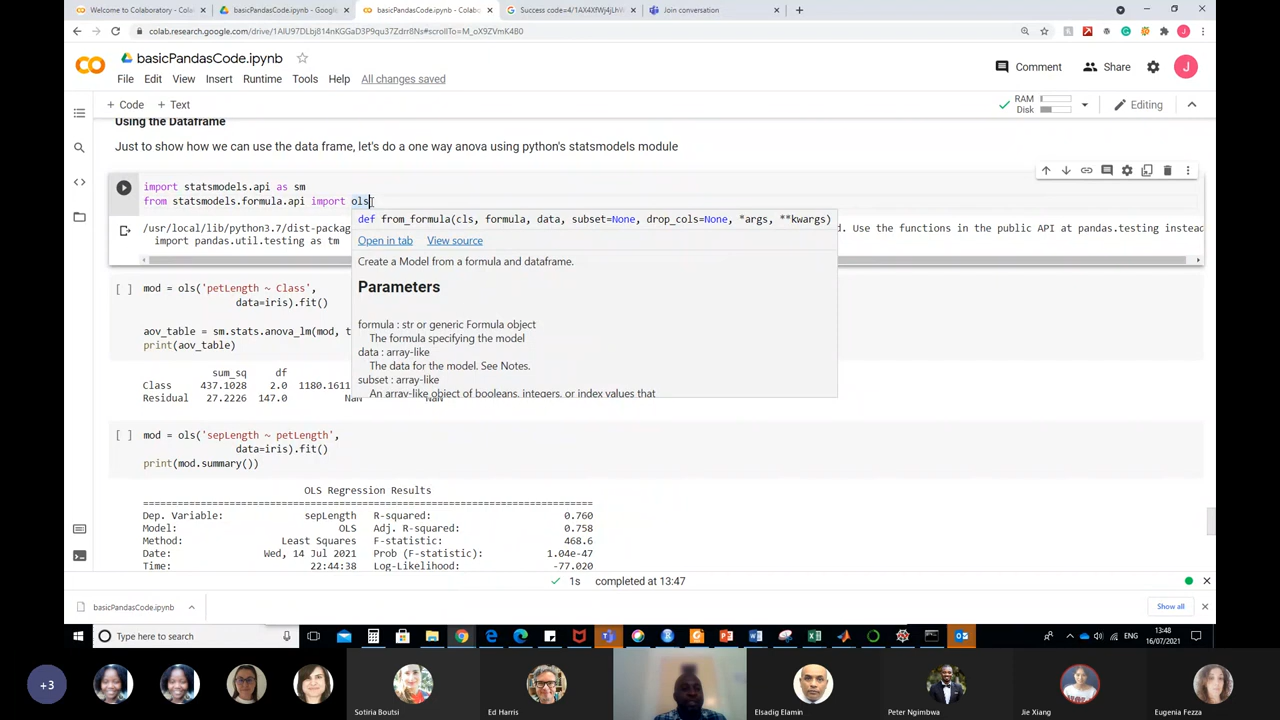 Welcome to Colaboratory - Colab
basicPandasCode.ipynb - Google
basicPandasCode.ipynb - Colabo
Success code=4/1AX4XfWj4jLhW
Join conversation
colab.research.google.com/drive/1AlU97DLbj814nKGGaD3P9qu37Zdrr8Ns#scrollTo=M_oX9ZVmK4B0
basicPandasCode.ipynb
Comment
Share
J
File Edit View Insert Runtime Tools Help All changes saved
+ Code + Text
RAM
Disk
Editing
Using the Dataframe
Just to show how we can use the data frame, let's do a one way anova using python's statsmodels module
import statsmodels.api as sm
from statsmodels.formula.api import ols
def from_formula(cls, formula, data, subset=None, drop_cols=None, *args, **kwargs)
/usr/local/lib/python3.7/dist-packag
d. Use the functions in the public API at pandas.testing instead
import pandas.util.testing as tm
Open in tab View source
Create a Model from a formula and dataframe.
Parameters
formula : str or generic Formula object
The formula specifying the model
data : array-like
The data for the model. See Notes.
subset : array-like
An array-like object of booleans, integers, or index values that
[ ] mod = ols('petLength ~ Class',
data=iris).fit()
aov_table = sm.stats.anova_lm(mod, t
print(aov_table)
sum_sq df
Class 437.1028 2.0 1180.1611
Residual 27.2226 147.0 NaN NaN
[ ] mod = ols('sepLength ~ petLength',
data=iris).fit()
print(mod.summary())
OLS Regression Results
==============================================================================
Dep. Variable: sepLength R-squared: 0.760
Model: OLS Adj. R-squared: 0.758
Method: Least Squares F-statistic: 468.6
Date: Wed, 14 Jul 2021 Prob (F-statistic): 1.04e-47
Time: 22:44:38 Log-Likelihood: -77.020
1s completed at 13:47
basicPandasCode.ipynb
Show all
Type here to search
ENG
13:48
16/07/2021
+3
Sotiria Boutsi
Ed Harris
Elsadig Elamin
Peter Ngimbwa
Jie Xiang
Eugenia Fezza